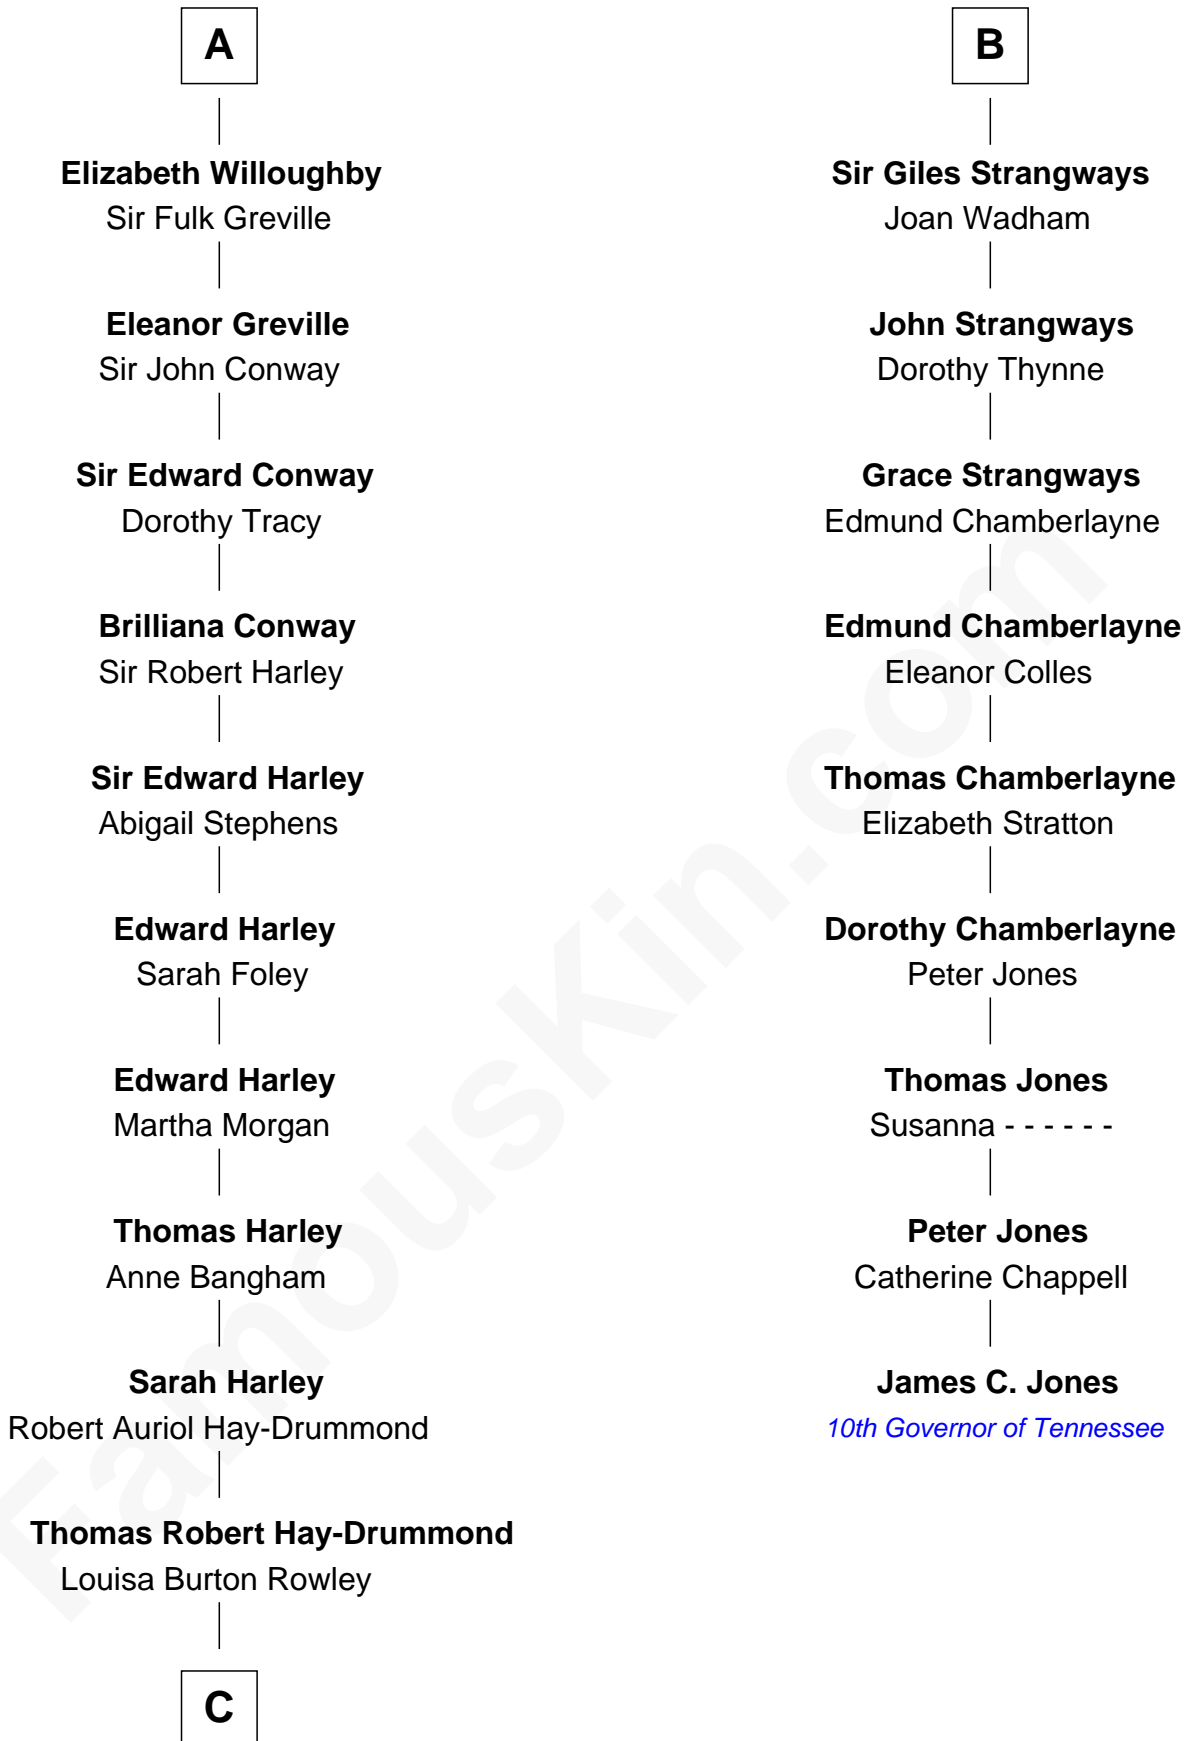 A
Elizabeth Willoughby
Sir Fulk Greville
Eleanor Greville
Sir John Conway
Sir Edward Conway
Dorothy Tracy
Brilliana Conway
Sir Robert Harley
Sir Edward Harley
Abigail Stephens
Edward Harley
Sarah Foley
Edward Harley
Martha Morgan
Thomas Harley
Anne Bangham
Sarah Harley
Robert Auriol Hay-Drummond
Thomas Robert Hay-Drummond
Louisa Burton Rowley
C
B
Sir Giles Strangways
Joan Wadham
John Strangways
Dorothy Thynne
Grace Strangways
Edmund Chamberlayne
Edmund Chamberlayne
Eleanor Colles
Thomas Chamberlayne
Elizabeth Stratton
Dorothy Chamberlayne
Peter Jones
Thomas Jones
Susanna - - - - - -
Peter Jones
Catherine Chappell
James C. Jones
10th Governor of Tennessee
FamousKin.com